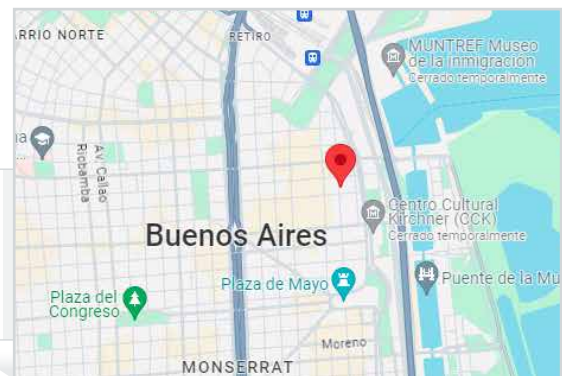 RRIO NORTE
RETIRO
MUNTREF Museo
de la inmigración
Cerrado temporalmente
a
...
Av. Callao
Riobamba
Centro Cultural
Kirchner (CCK)
Cerrado temporalmente
Buenos Aires
Plaza de Mayo
Puente de la Mu
Plaza del
Congreso
Moreno
MONSERRAT